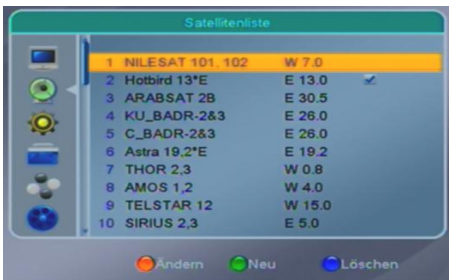 Satellitenliste
1 NILESAT 101, 102 W 7.0
2 Hotbird 13°E E 13.0
3 ARABSAT 2B E 30.5
4 KU_BADR-2&3 E 26.0
5 C_BADR-2&3 E 26.0
6 Astra 19,2°E E 19.2
7 THOR 2,3 W 0.8
8 AMOS 1,2 W 4.0
9 TELSTAR 12 W 15.0
10 SIRIUS 2,3 E 5.0
Ändern Neu Löschen